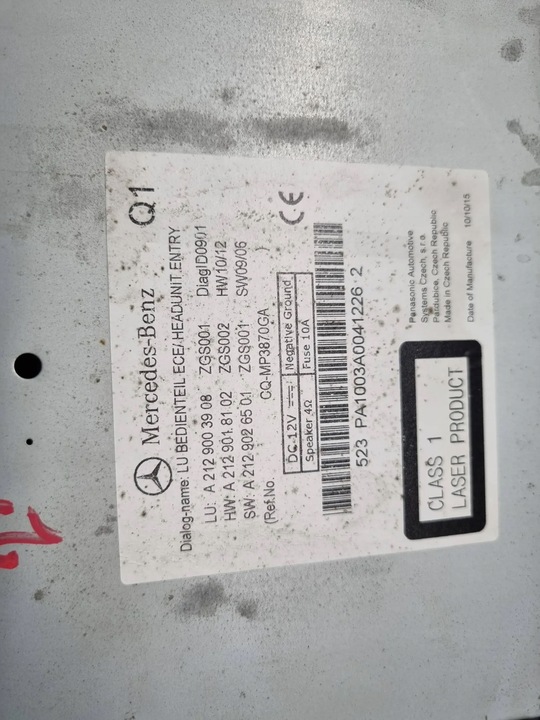 Mercedes-Benz Q1
Dialog-name: LU BEDIENTEIL ECE/.HEADUNIT.ENTRY
LU: A 212 900 39 08 ZGS001 DiagID0901
HW: A 212 901 81 02 ZGS002 HW10/12
SW: A 212 902 65 01 ZGS001 SW09/06
(Ref.No. CQ-MP3870GA )
DC-12V Negative Ground
Speaker 4Ω Fuse 10A
CE
523 PA1003A0041226 2
CLASS 1
LASER PRODUCT
Panasonic Automotive
Systems Czech, s.r.o.
Pardubice, Czech Republic
Made in Czech Republic
Date of Manufacture 10/10/15